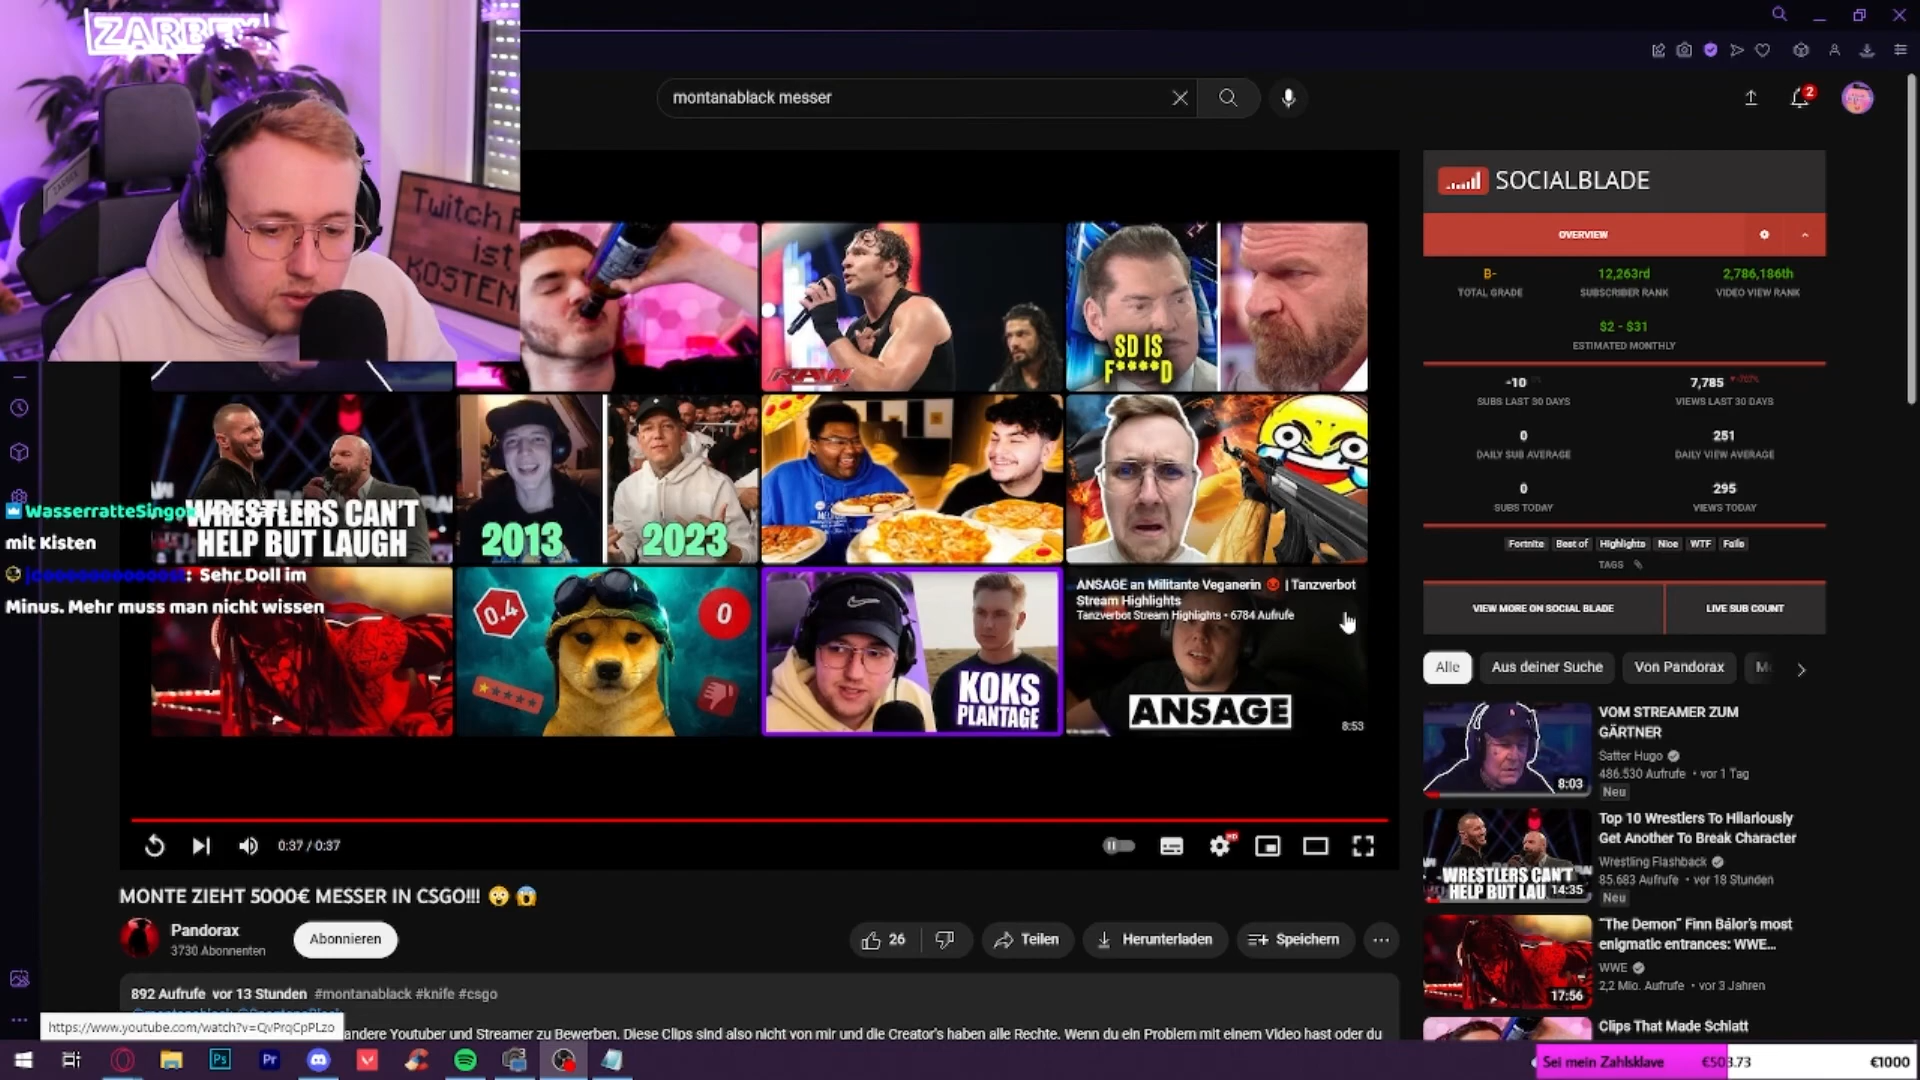 ZARBEX
ZARBEX
Twitch
ist
KOSTEN
montanablack messer
2
SD IS
F****D
RAW
WRESTLERS CAN'T
HELP BUT LAUGH
2013
2023
0.4
0
KOKS
PLANTAGE
ANSAGE an Militante Veganerin 😡 | Tanzverbot
Stream Highlights
Tanzverbot Stream Highlights • 6784 Aufrufe
ANSAGE
8:53
mit Kisten
: Sehr Doll im
Minus. Mehr muss man nicht wissen
0:37 / 0:37
HD
MONTE ZIEHT 5000€ MESSER IN CSGO!!! 😳 😱
Pandorax
3730 Abonnenten
Abonnieren
26
Teilen
Herunterladen
Speichern
892 Aufrufe vor 13 Stunden #montanablack #knife #csgo
andere Youtuber und Streamer zu Bewerben. Diese Clips sind also nicht von mir und die Creator's haben alle Rechte. Wenn du ein Problem mit einem Video hast oder du
https://www.youtube.com/watch?v=QvPrqCpPLzo
SOCIALBLADE
OVERVIEW
B-
12,263rd
2,786,186th
TOTAL GRADE
SUBSCRIBER RANK
VIDEO VIEW RANK
$2 - $31
ESTIMATED MONTHLY
-10
7,785
SUBS LAST 30 DAYS
VIEWS LAST 30 DAYS
0
251
DAILY SUB AVERAGE
DAILY VIEW AVERAGE
0
295
SUBS TODAY
VIEWS TODAY
Fortnite Best of Highlights Nice WTF Fails
TAGS
VIEW MORE ON SOCIAL BLADE
LIVE SUB COUNT
Alle
Aus deiner Suche
Von Pandorax
VOM STREAMER ZUM
GÄRTNER
Satter Hugo
486.530 Aufrufe • vor 1 Tag
Neu
8:03
Top 10 Wrestlers To Hilariously
Get Another To Break Character
Wrestling Flashback
85.683 Aufrufe • vor 18 Stunden
Neu
WRESTLERS CAN'T
HELP BUT LAU
14:35
"The Demon" Finn Bálor's most
enigmatic entrances: WWE...
WWE
2,2 Mio. Aufrufe • vor 3 Jahren
17:56
Clips That Made Schlatt
Ps
Pr
Sei mein Zahlsklave
€503.73
€1000